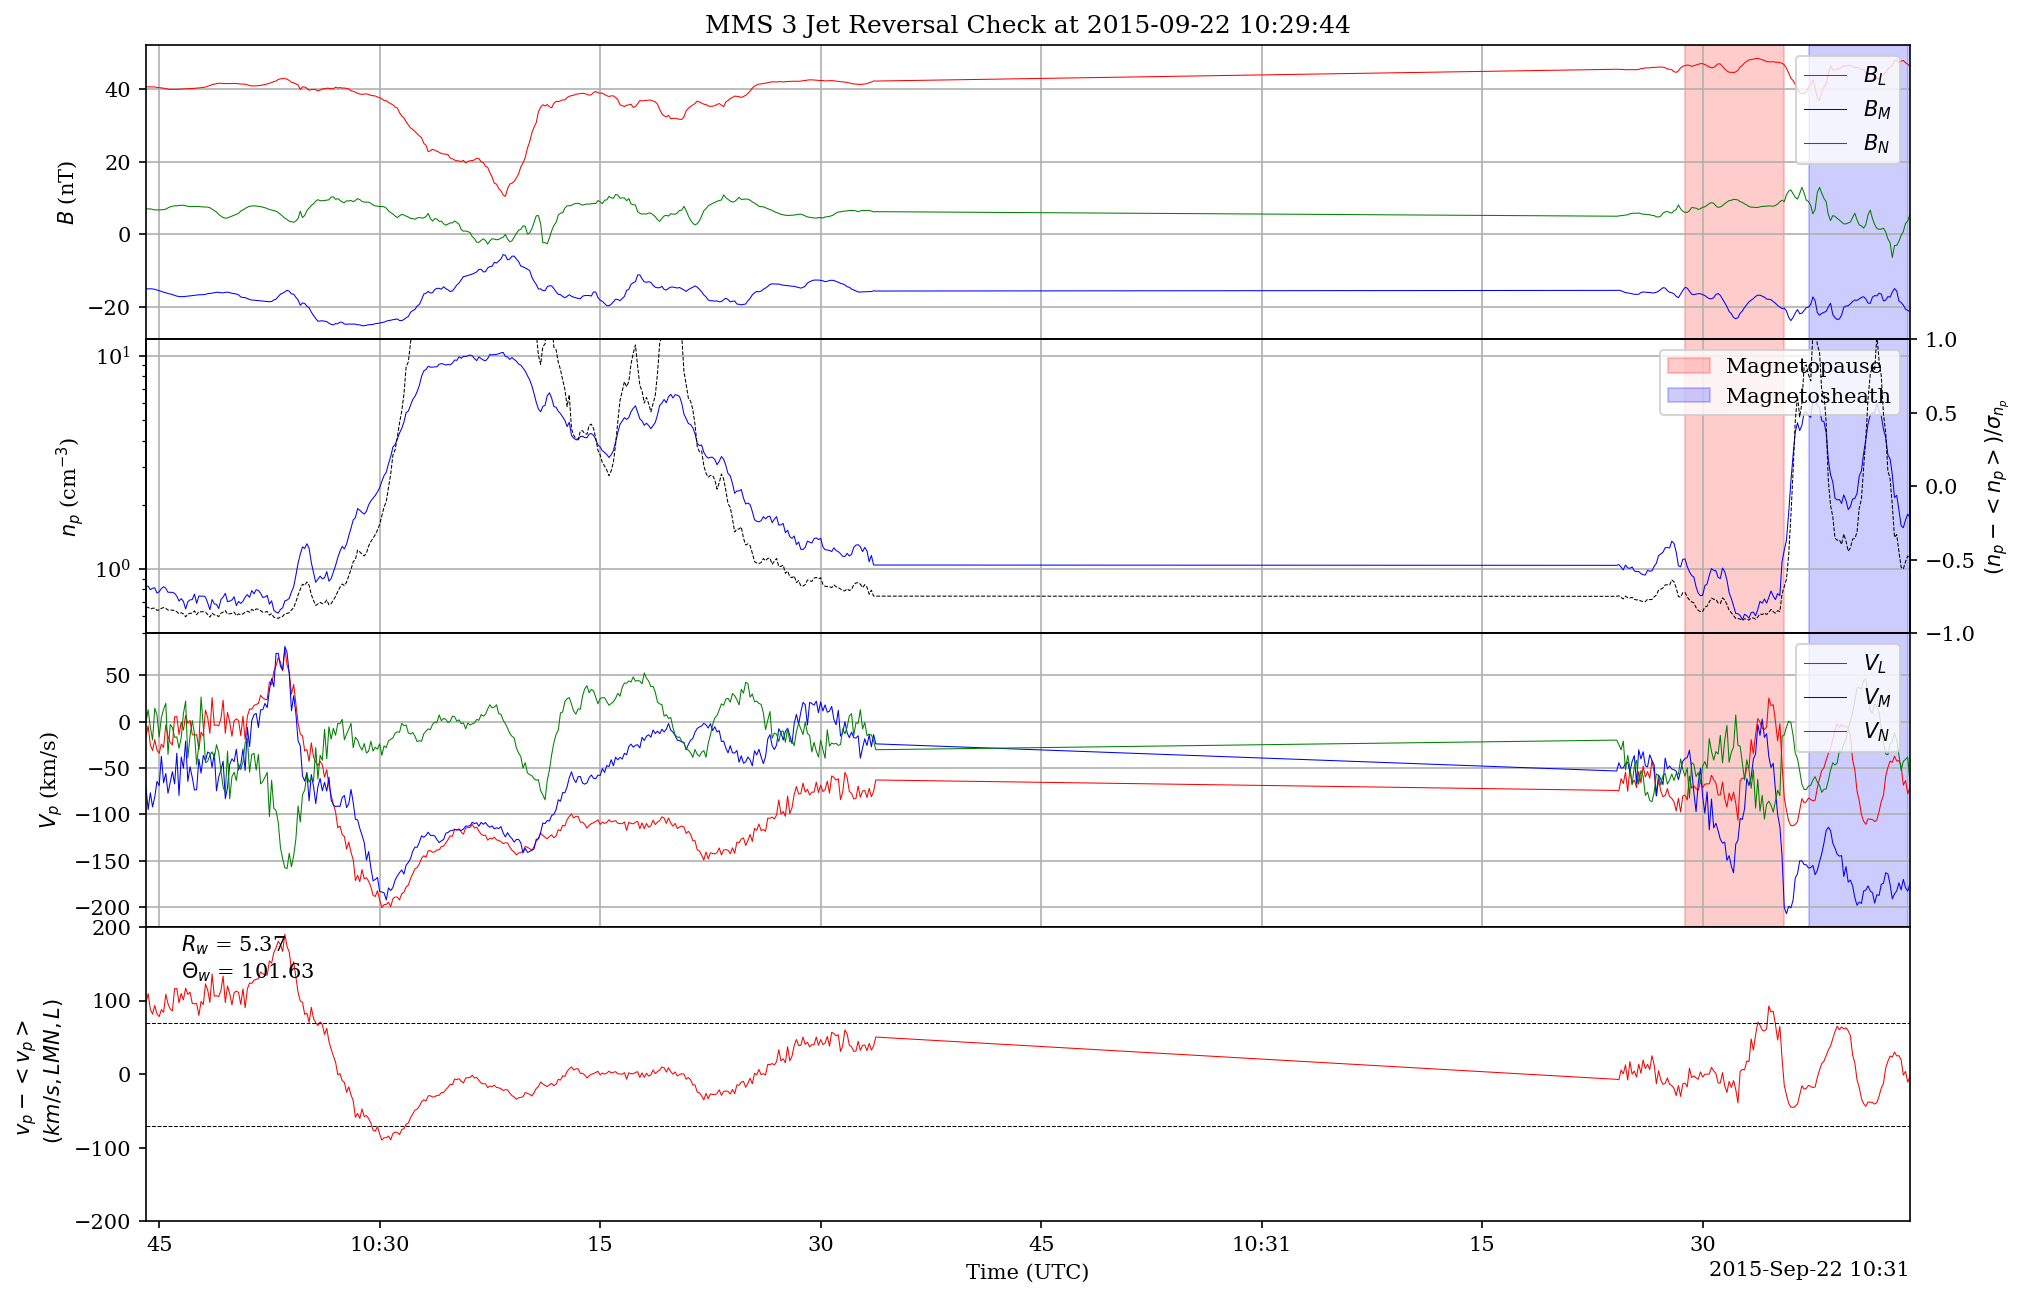 MMS 3 Jet Reversal Check at 2015-09-22 10:29:44
B (nT)
40
20
0
−20
B_L
B_M
B_N
n_p (cm^{−3})
10^1
10^0
Magnetopause
Magnetosheath
1.0
0.5
0.0
−0.5
−1.0
(n_p − < n_p >)/σ_{n_p}
V_p (km/s)
50
0
−50
−100
−150
−200
V_L
V_M
V_N
v_p − < v_p >
(km/s, LMN, L)
200
100
0
−100
−200
R_w = 5.37
Θ_w = 101.63
45 10:30 15 30 45 10:31 15 30
Time (UTC)
2015-Sep-22 10:31